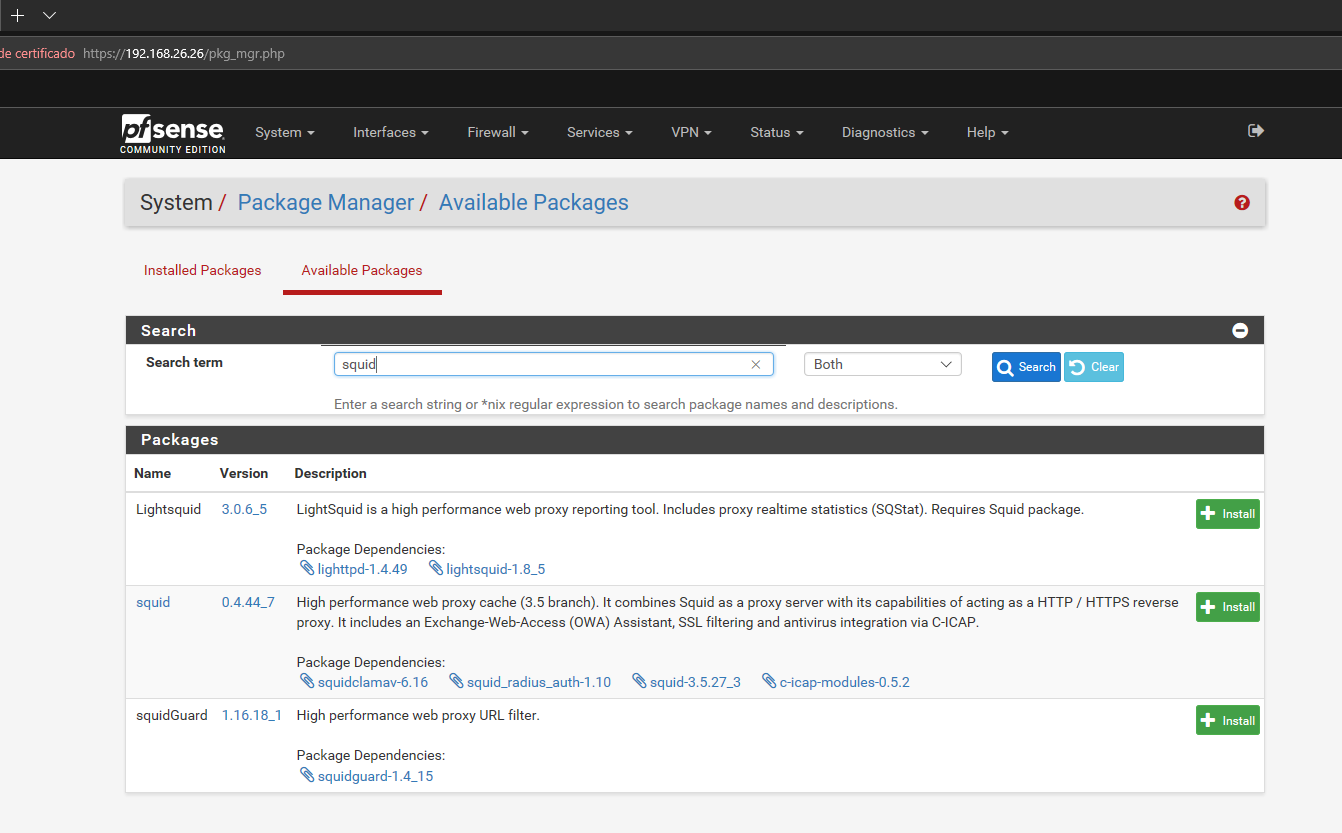 de certificado https://192.168.26.26/pkg_mgr.php
pfsense
COMMUNITY EDITION
System Interfaces Firewall Services VPN Status Diagnostics Help
System / Package Manager / Available Packages
Installed Packages Available Packages
Search
Search term squid Both Search Clear
Enter a search string or *nix regular expression to search package names and descriptions.
Packages
Name Version Description
Lightsquid 3.0.6_5 LightSquid is a high performance web proxy reporting tool. Includes proxy realtime statistics (SQStat). Requires Squid package. Install
Package Dependencies:
lighttpd-1.4.49 lightsquid-1.8_5
squid 0.4.44_7 High performance web proxy cache (3.5 branch). It combines Squid as a proxy server with its capabilities of acting as a HTTP / HTTPS reverse Install
proxy. It includes an Exchange-Web-Access (OWA) Assistant, SSL filtering and antivirus integration via C-ICAP.
Package Dependencies:
squidclamav-6.16 squid_radius_auth-1.10 squid-3.5.27_3 c-icap-modules-0.5.2
squidGuard 1.16.18_1 High performance web proxy URL filter. Install
Package Dependencies:
squidguard-1.4_15